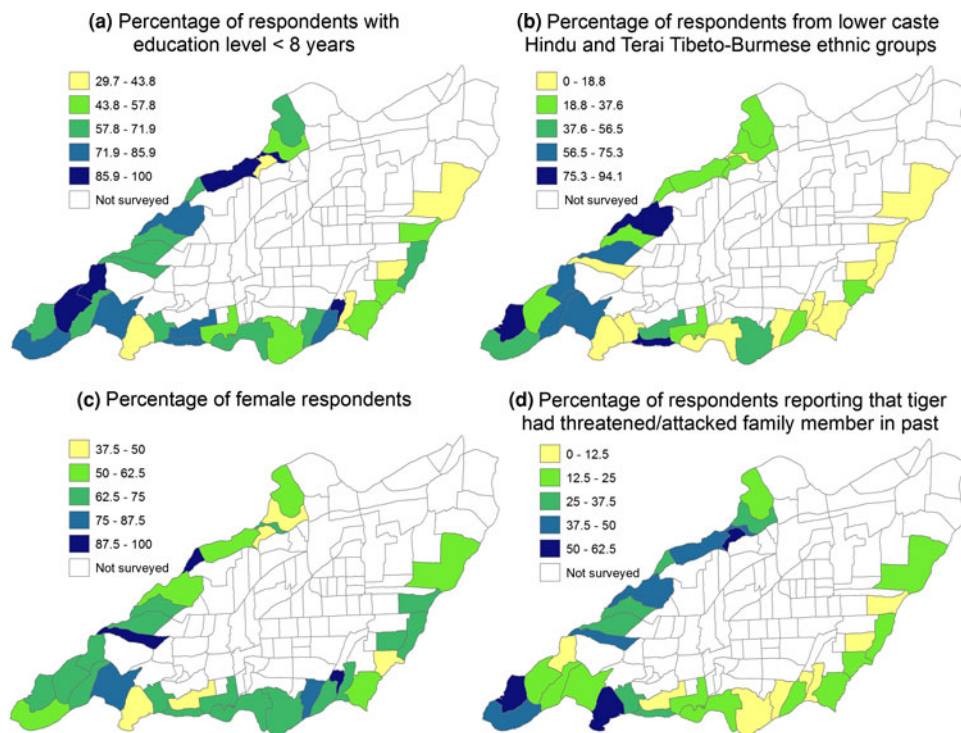 (a) Percentage of respondents with
education level < 8 years
29.7 - 43.8
43.8 - 57.8
57.8 - 71.9
71.9 - 85.9
85.9 - 100
Not surveyed
(b) Percentage of respondents from lower caste
Hindu and Terai Tibeto-Burmese ethnic groups
0 - 18.8
18.8 - 37.6
37.6 - 56.5
56.5 - 75.3
75.3 - 94.1
Not surveyed
(c) Percentage of female respondents
37.5 - 50
50 - 62.5
62.5 - 75
75 - 87.5
87.5 - 100
Not surveyed
(d) Percentage of respondents reporting that tiger
had threatened/attacked family member in past
0 - 12.5
12.5 - 25
25 - 37.5
37.5 - 50
50 - 62.5
Not surveyed